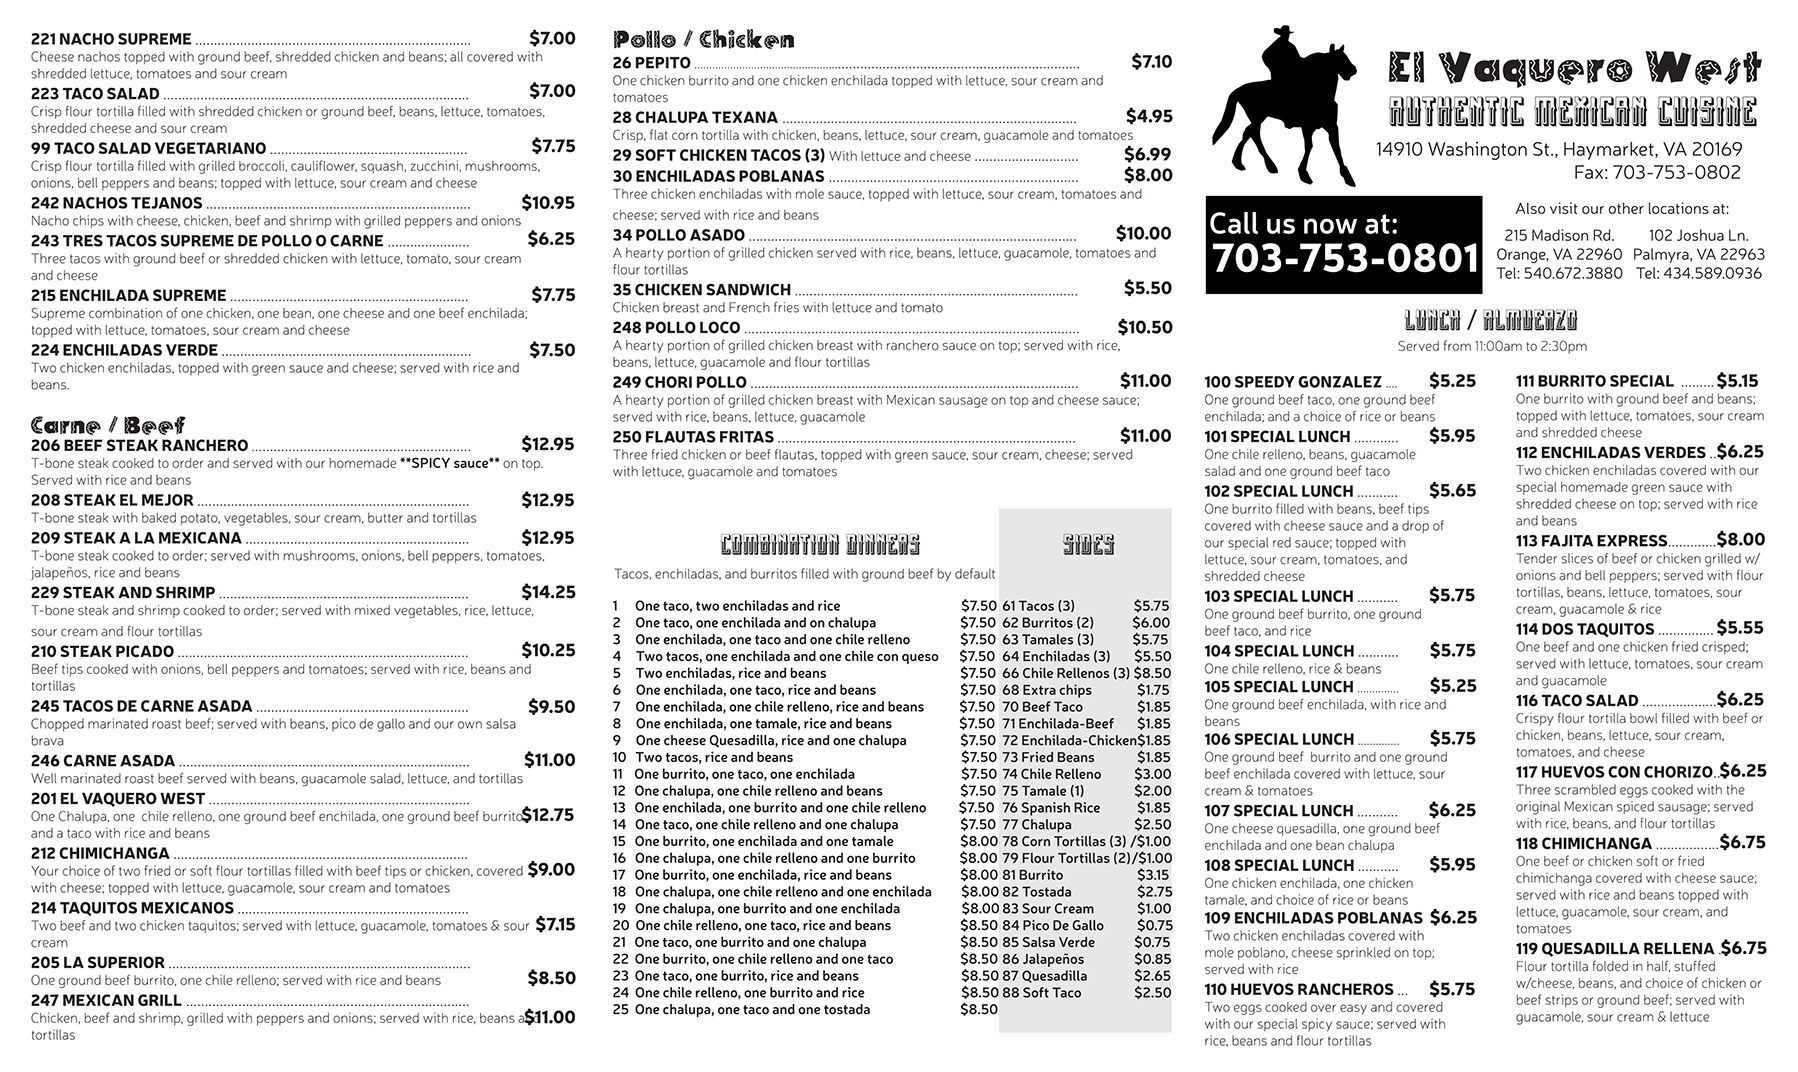 221 NACHO SUPREME ........ $7.00
Cheese nachos topped with ground beef, shredded chicken and beans; all covered with
shredded lettuce, tomatoes and sour cream
223 TACO SALAD ........ $7.00
Crisp flour tortilla filled with shredded chicken or ground beef, beans, lettuce, tomatoes,
shredded cheese and sour cream
99 TACO SALAD VEGETARIANO ........ $7.75
Crisp flour tortilla filled with grilled broccoli, cauliflower, squash, zucchini, mushrooms,
onions, bell peppers and beans; topped with lettuce, sour cream and cheese
242 NACHOS TEJANOS ........ $10.95
Nacho chips with cheese, chicken, beef and shrimp with grilled peppers and onions
243 TRES TACOS SUPREME DE POLLO O CARNE ........ $6.25
Three tacos with ground beef or shredded chicken with lettuce, tomato, sour cream
and cheese
215 ENCHILADA SUPREME ........ $7.75
Supreme combination of one chicken, one bean, one cheese and one beef enchilada;
topped with lettuce, tomatoes, sour cream and cheese
224 ENCHILADAS VERDE ........ $7.50
Two chicken enchiladas, topped with green sauce and cheese; served with rice and
beans.
Carne / Beef
206 BEEF STEAK RANCHERO ........ $12.95
T-bone steak cooked to order and served with our homemade **SPICY sauce** on top.
Served with rice and beans
208 STEAK EL MEJOR ........ $12.95
T-bone steak with baked potato, vegetables, sour cream, butter and tortillas
209 STEAK A LA MEXICANA ........ $12.95
T-bone steak cooked to order; served with mushrooms, onions, bell peppers, tomatoes,
jalapeños, rice and beans
229 STEAK AND SHRIMP ........ $14.25
T-bone steak and shrimp cooked to order; served with mixed vegetables, rice, lettuce,
sour cream and flour tortillas
210 STEAK PICADO ........ $10.25
Beef tips cooked with onions, bell peppers and tomatoes; served with rice, beans and
tortillas
245 TACOS DE CARNE ASADA ........ $9.50
Chopped marinated roast beef; served with beans, pico de gallo and our own salsa
brava
246 CARNE ASADA ........ $11.00
Well marinated roast beef served with beans, guacamole salad, lettuce, and tortillas
201 EL VAQUERO WEST ........
One Chalupa, one chile relleno, one ground beef enchilada, one ground beef burrito $12.75
and a taco with rice and beans
212 CHIMICHANGA ........
Your choice of two fried or soft flour tortillas filled with beef tips or chicken, covered $9.00
with cheese; topped with lettuce, guacamole, sour cream and tomatoes
214 TAQUITOS MEXICANOS ........
Two beef and two chicken taquitos; served with lettuce, guacamole, tomatoes & sour $7.15
cream
205 LA SUPERIOR ........
One ground beef burrito, one chile relleno; served with rice and beans $8.50
247 MEXICAN GRILL ........
Chicken, beef and shrimp, grilled with peppers and onions; served with rice, beans a $11.00
tortillas
Pollo / Chicken
26 PEPITO ........ $7.10
One chicken burrito and one chicken enchilada topped with lettuce, sour cream and
tomatoes
28 CHALUPA TEXANA ........ $4.95
Crisp, flat corn tortilla with chicken, beans, lettuce, sour cream, guacamole and tomatoes
29 SOFT CHICKEN TACOS (3) With lettuce and cheese ........ $6.99
30 ENCHILADAS POBLANAS ........ $8.00
Three chicken enchiladas with mole sauce, topped with lettuce, sour cream, tomatoes and
cheese; served with rice and beans
34 POLLO ASADO ........ $10.00
A hearty portion of grilled chicken served with rice, beans, lettuce, guacamole, tomatoes and
flour tortillas
35 CHICKEN SANDWICH ........ $5.50
Chicken breast and French fries with lettuce and tomato
248 POLLO LOCO ........ $10.50
A hearty portion of grilled chicken breast with ranchero sauce on top; served with rice,
beans, lettuce, guacamole and flour tortillas
249 CHORI POLLO ........ $11.00
A hearty portion of grilled chicken breast with Mexican sausage on top and cheese sauce;
served with rice, beans, lettuce, guacamole
250 FLAUTAS FRITAS ........ $11.00
Three fried chicken or beef flautas, topped with green sauce, sour cream, cheese; served
with lettuce, guacamole and tomatoes
COMBINATION DINNERS
Tacos, enchiladas, and burritos filled with ground beef by default
1 One taco, two enchiladas and rice $7.50
2 One taco, one enchilada and on chalupa $7.50
3 One enchilada, one taco and one chile relleno $7.50
4 Two tacos, one enchilada and one chile con queso $7.50
5 Two enchiladas, rice and beans $7.50
6 One enchilada, one taco, rice and beans $7.50
7 One enchilada, one chile relleno, rice and beans $7.50
8 One enchilada, one tamale, rice and beans $7.50
9 One cheese Quesadilla, rice and one chalupa $7.50
10 Two tacos, rice and beans $7.50
11 One burrito, one taco, one enchilada $7.50
12 One chalupa, one chile relleno and beans $7.50
13 One enchilada, one burrito and one chile relleno $7.50
14 One taco, one chile relleno and one chalupa $7.50
15 One burrito, one enchilada and one tamale $8.00
16 One chalupa, one chile relleno and one burrito $8.00
17 One burrito, one enchilada, rice and beans $8.00
18 One chalupa, one chile relleno and one enchilada $8.00
19 One chalupa, one burrito and one enchilada $8.00
20 One chile relleno, one taco, rice and beans $8.50
21 One taco, one burrito and one chalupa $8.50
22 One burrito, one chile relleno and one taco $8.50
23 One taco, one burrito, rice and beans $8.50
24 One chile relleno, one burrito and rice $8.50
25 One chalupa, one taco and one tostada $8.50
SIDES
61 Tacos (3) $5.75
62 Burritos (2) $6.00
63 Tamales (3) $5.75
64 Enchiladas (3) $5.50
66 Chile Rellenos (3) $8.50
68 Extra chips $1.75
70 Beef Taco $1.85
71 Enchilada-Beef $1.85
72 Enchilada-Chicken $1.85
73 Fried Beans $1.85
74 Chile Relleno $3.00
75 Tamale (1) $2.00
76 Spanish Rice $1.85
77 Chalupa $2.50
78 Corn Tortillas (3) /$1.00
79 Flour Tortillas (2)/$1.00
81 Burrito $3.15
82 Tostada $2.75
83 Sour Cream $1.00
84 Pico De Gallo $0.75
85 Salsa Verde $0.75
86 Jalapeños $0.85
87 Quesadilla $2.65
88 Soft Taco $2.50
El Vaquero West
AUTHENTIC MEXICAN CUISINE
14910 Washington St., Haymarket, VA 20169
Fax: 703-753-0802
Call us now at:
703-753-0801
Also visit our other locations at:
215 Madison Rd.
Orange, VA 22960
Tel: 540.672.3880
102 Joshua Ln.
Palmyra, VA 22963
Tel: 434.589.0936
LUNCH / ALMUERZO
Served from 11:00am to 2:30pm
100 SPEEDY GONZALEZ .... $5.25
One ground beef taco, one ground beef
enchilada; and a choice of rice or beans
101 SPECIAL LUNCH ........... $5.95
One chile relleno, beans, guacamole
salad and one ground beef taco
102 SPECIAL LUNCH ........... $5.65
One burrito filled with beans, beef tips
covered with cheese sauce and a drop of
our special red sauce; topped with
lettuce, sour cream, tomatoes, and
shredded cheese
103 SPECIAL LUNCH ........... $5.75
One ground beef burrito, one ground
beef taco, and rice
104 SPECIAL LUNCH ........... $5.75
One chile relleno, rice & beans
105 SPECIAL LUNCH ........... $5.25
One ground beef enchilada, with rice and
beans
106 SPECIAL LUNCH ........... $5.75
One ground beef burrito and one ground
beef enchilada covered with lettuce, sour
cream & tomatoes
107 SPECIAL LUNCH ........... $6.25
One cheese quesadilla, one ground beef
enchilada and one bean chalupa
108 SPECIAL LUNCH ........... $5.95
One chicken enchilada, one chicken
tamale, and choice of rice or beans
109 ENCHILADAS POBLANAS $6.25
Two chicken enchiladas covered with
mole poblano, cheese sprinkled on top;
served with rice
110 HUEVOS RANCHEROS ... $5.75
Two eggs cooked over easy and covered
with our special spicy sauce; served with
rice, beans and flour tortillas
111 BURRITO SPECIAL ......... $5.15
One burrito with ground beef and beans;
topped with lettuce, tomatoes, sour cream
and shredded cheese
112 ENCHILADAS VERDES ..$6.25
Two chicken enchiladas covered with our
special homemade green sauce with
shredded cheese on top; served with rice
and beans
113 FAJITA EXPRESS............$8.00
Tender slices of beef or chicken grilled w/
onions and bell peppers; served with flour
tortillas, beans, lettuce, tomatoes, sour
cream, guacamole & rice
114 DOS TAQUITOS ..............$5.55
One beef and one chicken fried crisped;
served with lettuce, tomatoes, sour cream
and guacamole
116 TACO SALAD ..................$6.25
Crispy flour tortilla bowl filled with beef or
chicken, beans, lettuce, sour cream,
tomatoes, and cheese
117 HUEVOS CON CHORIZO..$6.25
Three scrambled eggs cooked with the
original Mexican spiced sausage; served
with rice, beans, and flour tortillas
118 CHIMICHANGA ................$6.75
One beef or chicken soft or fried
chimichanga covered with cheese sauce;
served with rice and beans topped with
lettuce, guacamole, sour cream, and
tomatoes
119 QUESADILLA RELLENA .$6.75
Flour tortilla folded in half, stuffed
w/cheese, beans, and choice of chicken or
beef strips or ground beef; served with
guacamole, sour cream & lettuce